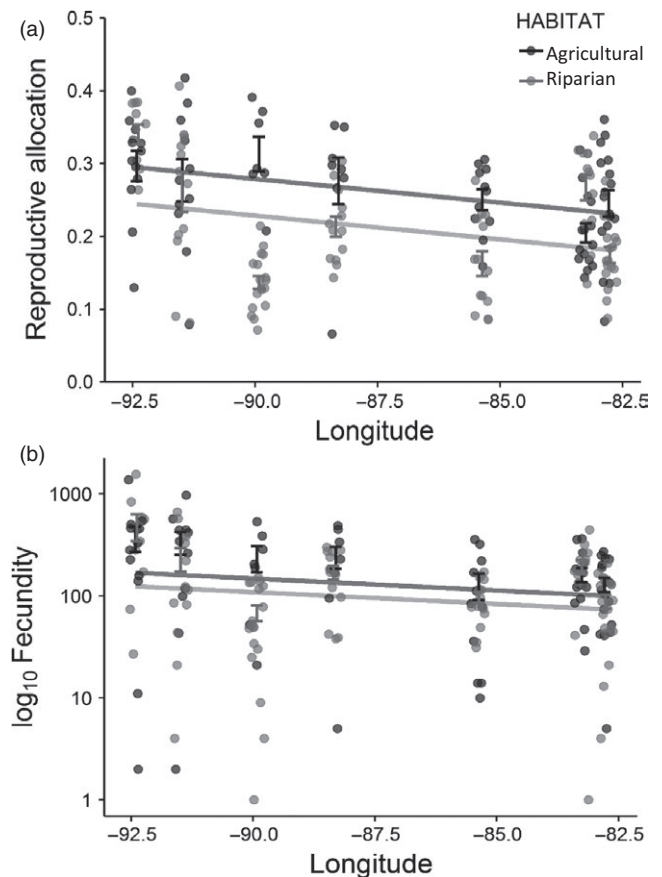 (a)
HABITAT
Agricultural
Riparian
Reproductive allocation
0.5
0.4
0.3
0.2
0.1
0.0
−92.5 −90.0 −87.5 −85.0 −82.5
Longitude
(b)
log₁₀ Fecundity
1000
100
10
1
−92.5 −90.0 −87.5 −85.0 −82.5
Longitude